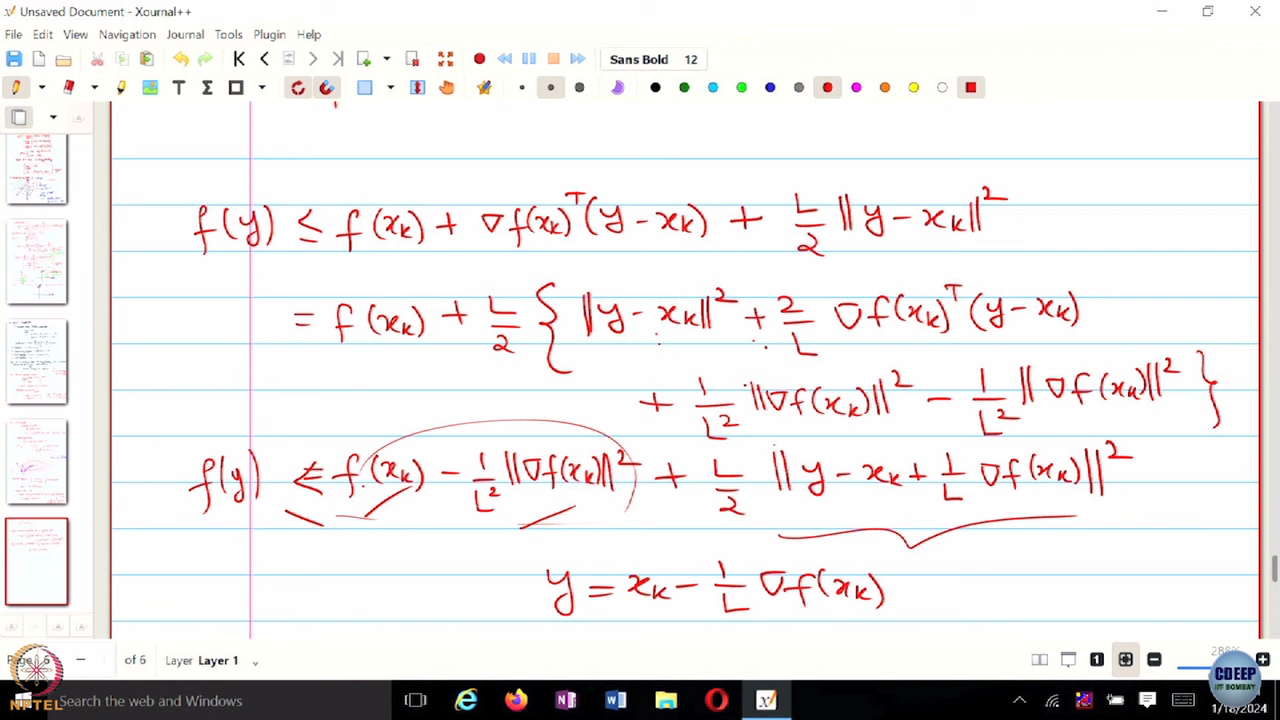 Unsaved Document - Xournal++
File Edit View Navigation Journal Tools Plugin Help
Sans Bold 12
f(y) ≤ f(xₖ) + ∇f(xₖ)ᵀ(y − xₖ) + L/2 ‖y − xₖ‖²
= f(xₖ) + L/2 { ‖y − xₖ‖² + 2/L ∇f(xₖ)ᵀ(y − xₖ)
+ 1/L² ‖∇f(xₖ)‖² − 1/L² ‖∇f(xₖ)‖² }
f(y) ≤ f(xₖ) − 1/L² ‖∇f(xₖ)‖² + L/2 ‖y − xₖ + 1/L ∇f(xₖ)‖²
y = xₖ − 1/L ∇f(xₖ)
Page 6 of 6 Layer Layer 1 288%
NPTEL
CDEEP
IIT BOMBAY
Search the web and Windows
1/18/2024